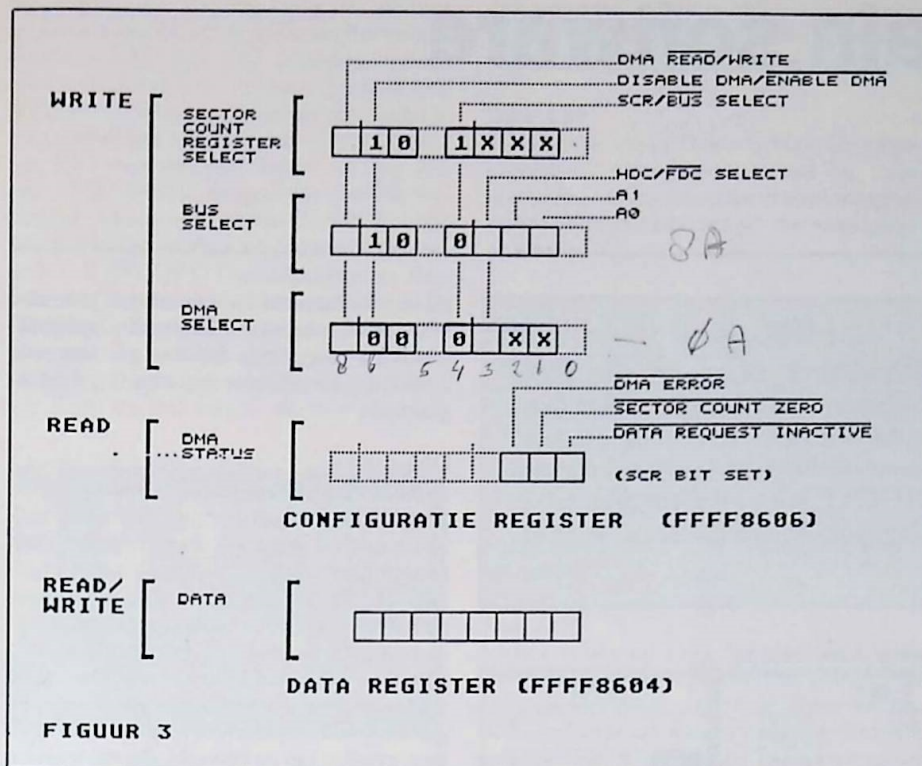 DMA READ/WRITE
DISABLE DMA/ENABLE DMA
SCR/BUS SELECT
WRITE
SECTOR
COUNT
REGISTER
SELECT
1 0 1 X X X
HDC/FDC SELECT
A1
A0
BUS
SELECT
1 0 0
8A
DMA
SELECT
0 0 0 X X
— 0A
8 6 5 4 3 2 1 0
DMA ERROR
SECTOR COUNT ZERO
DATA REQUEST INACTIVE
READ
DMA
STATUS
(SCR BIT SET)
CONFIGURATIE REGISTER (FFFF8606)
READ/
WRITE
DATA
DATA REGISTER (FFFF8604)
FIGUUR 3